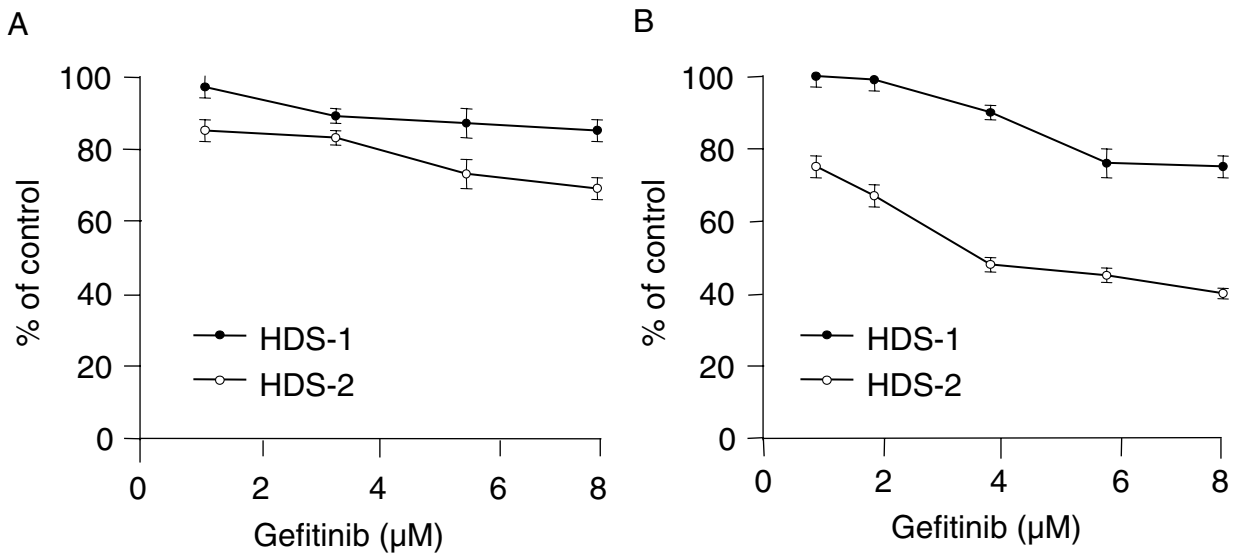 A
% of control
100
80
60
40
20
0
HDS-1
HDS-2
0 2 4 6 8
Gefitinib (μM)
B
% of control
100
80
60
40
20
0
HDS-1
HDS-2
0 2 4 6 8
Gefitinib (μM)